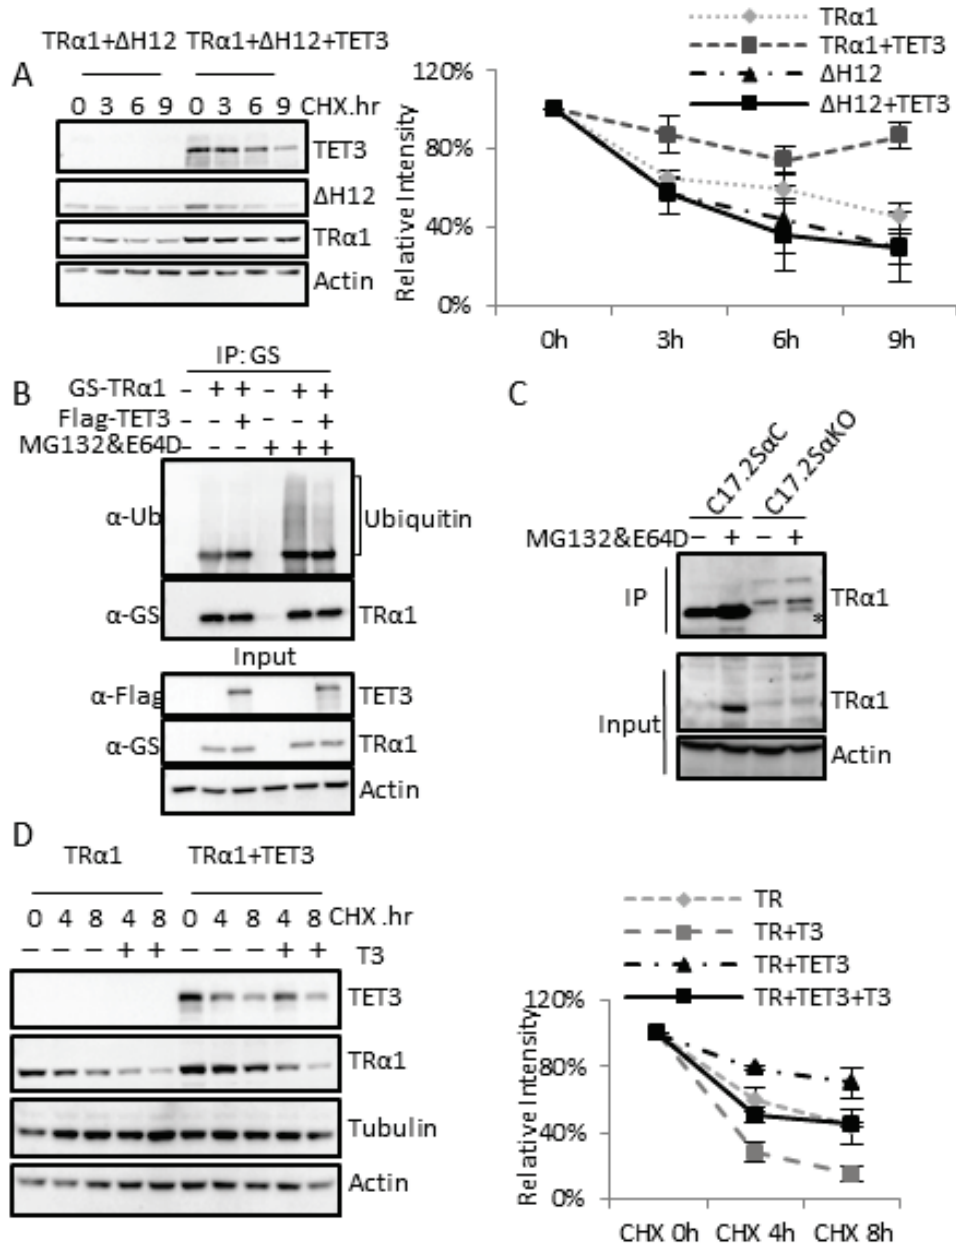 A
TRα1+ΔH12 TRα1+ΔH12+TET3
0 3 6 9 0 3 6 9 CHX.hr
TET3
ΔH12
TRα1
Actin
TRα1
TRα1+TET3
ΔH12
ΔH12+TET3
120%
80%
40%
0%
Relative Intensity
0h 3h 6h 9h
B
IP: GS
GS-TRα1 – + + – + +
Flag-TET3 + – +
MG132&E64D – – + + +
α-Ub Ubiquitin
α-GS TRα1
Input
α-Flag TET3
α-GS TRα1
Actin
C
C17.2SαC C17.2SαKO
MG132&E64D – + – +
IP TRα1
*
Input TRα1
Actin
D
TRα1 TRα1+TET3
0 4 8 4 8 0 4 8 4 8 CHX .hr
– – – + + – – – + + T3
TET3
TRα1
Tubulin
Actin
TR
TR+T3
TR+TET3
TR+TET3+T3
120%
80%
40%
0%
Relative Intensity
CHX 0h CHX 4h CHX 8h